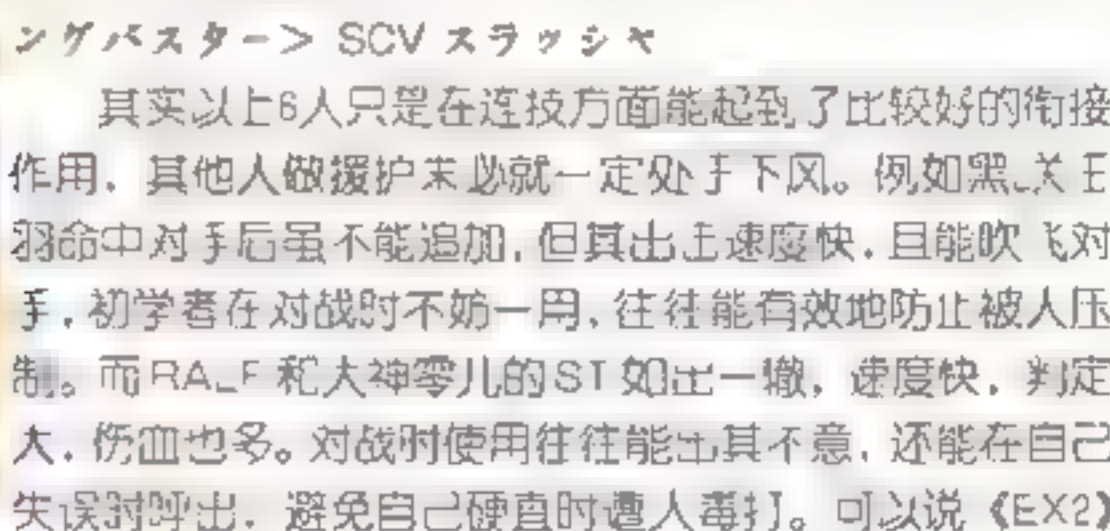 ングバスター-> SCV スラッシャ
其实以上6人只是在连技方面能起到了比较好的衔接
作用，其他人做援护未必就一定处于下风。例如黑 关
羽命中对手后虽不能追加，但其出手速度快，且能吹飞对
手，初学者在对战时不妨一用，往往能有效地防止被人压
制。而RALF和大神零儿的ST如出一辙，速度快，判定
大，伤血也多。对战时使用往往能出其不意，还能在自己
失误时呼出，避免自己硬直时遭人毒打。可以说《EX2》